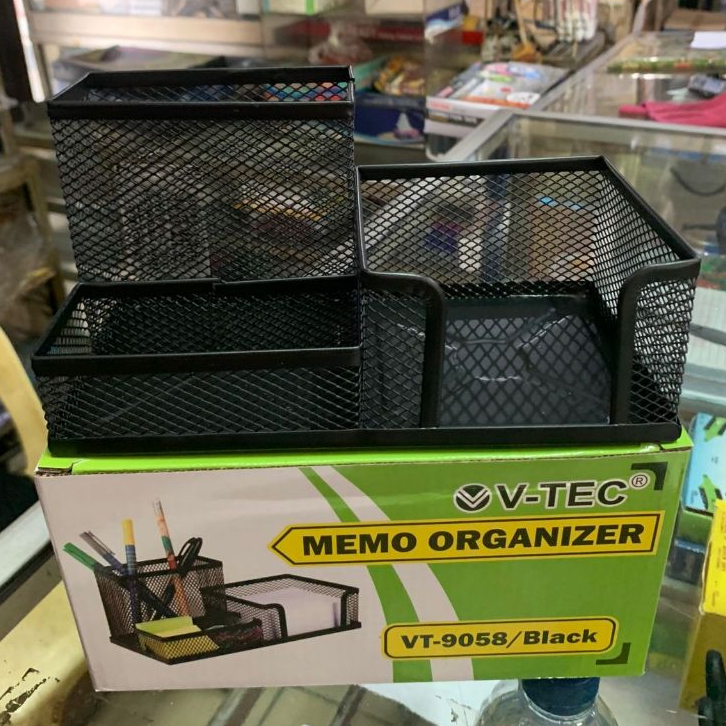 V-TEC®
MEMO ORGANIZER
VT-9058/Black